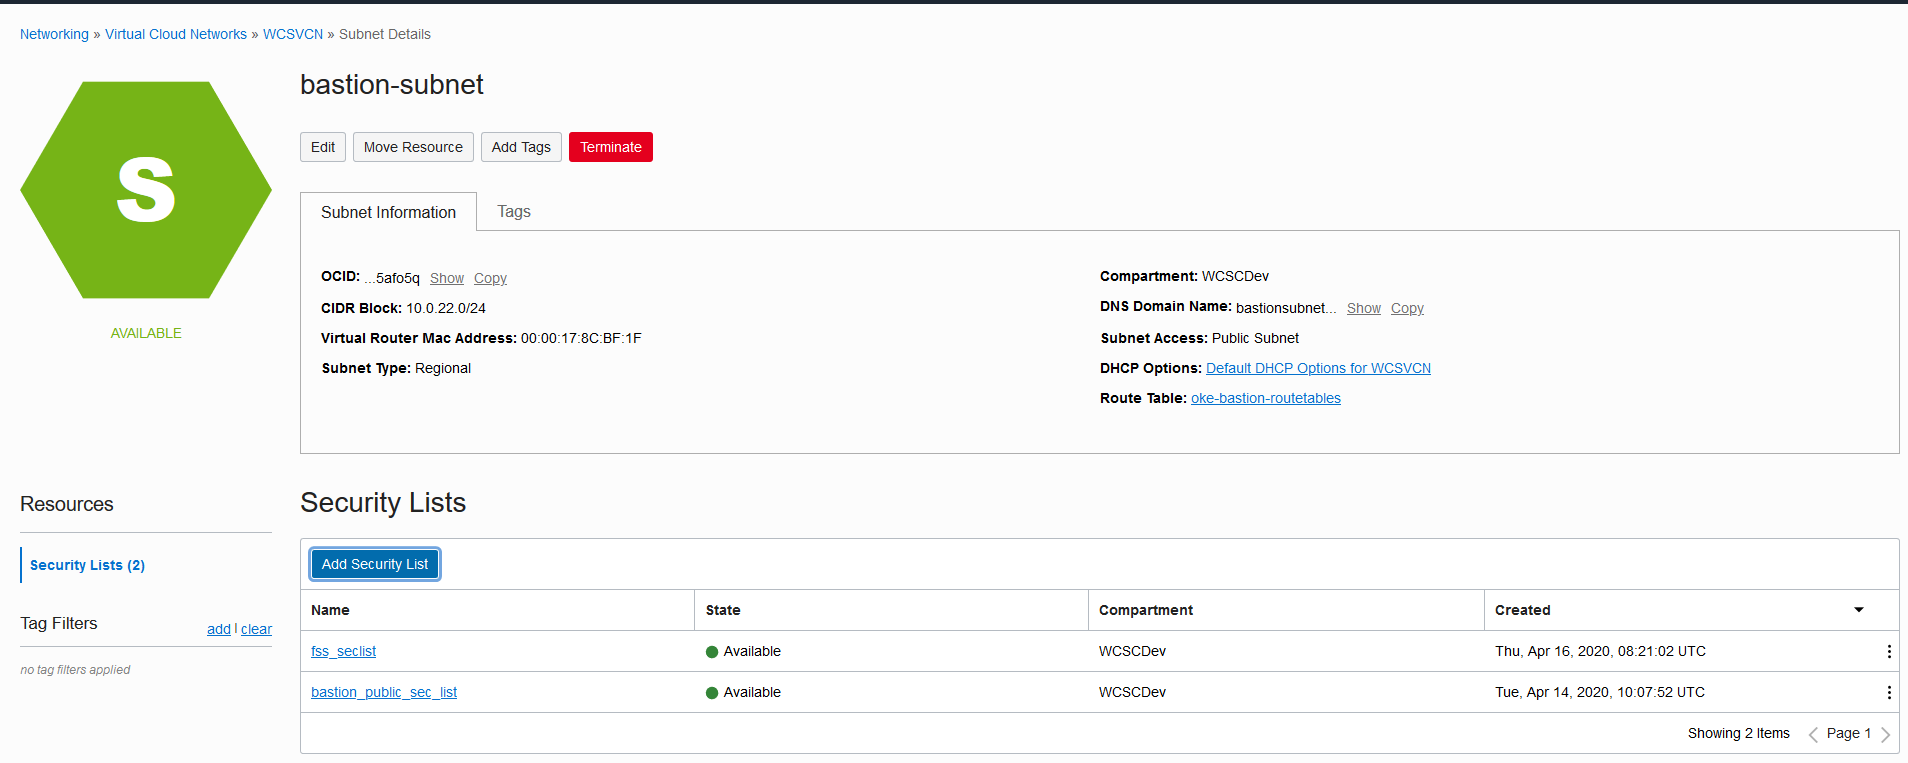 Networking » Virtual Cloud Networks » WCSVCN » Subnet Details
S
AVAILABLE
bastion-subnet
Edit Move Resource Add Tags Terminate
Subnet Information Tags
OCID: ...5afo5q Show Copy
CIDR Block: 10.0.22.0/24
Virtual Router Mac Address: 00:00:17:8C:BF:1F
Subnet Type: Regional
Compartment: WCSCDev
DNS Domain Name: bastionsubnet... Show Copy
Subnet Access: Public Subnet
DHCP Options: Default DHCP Options for WCSVCN
Route Table: oke-bastion-routetables
Resources
Security Lists (2)
Tag Filters add | clear
no tag filters applied
Security Lists
Add Security List
Name State Compartment Created
fss_seclist Available WCSCDev Thu, Apr 16, 2020, 08:21:02 UTC
bastion_public_sec_list Available WCSCDev Tue, Apr 14, 2020, 10:07:52 UTC
Showing 2 Items Page 1